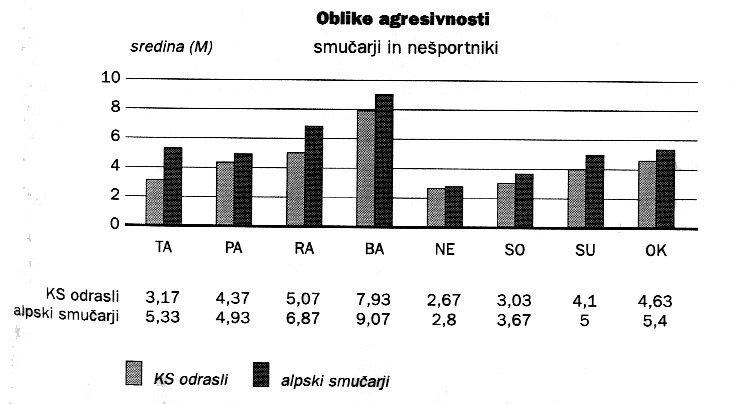 Oblike agresivnosti
sredina (M) smučarji in nešportniki
10
8
6
4
2
0
TA PA RA BA NE SO SU OK
KS odrasli 3,17 4,37 5,07 7,93 2,67 3,03 4,1 4,63
alpski smučarji 5,33 4,93 6,87 9,07 2,8 3,67 5 5,4
KS odrasli alpski smučarji